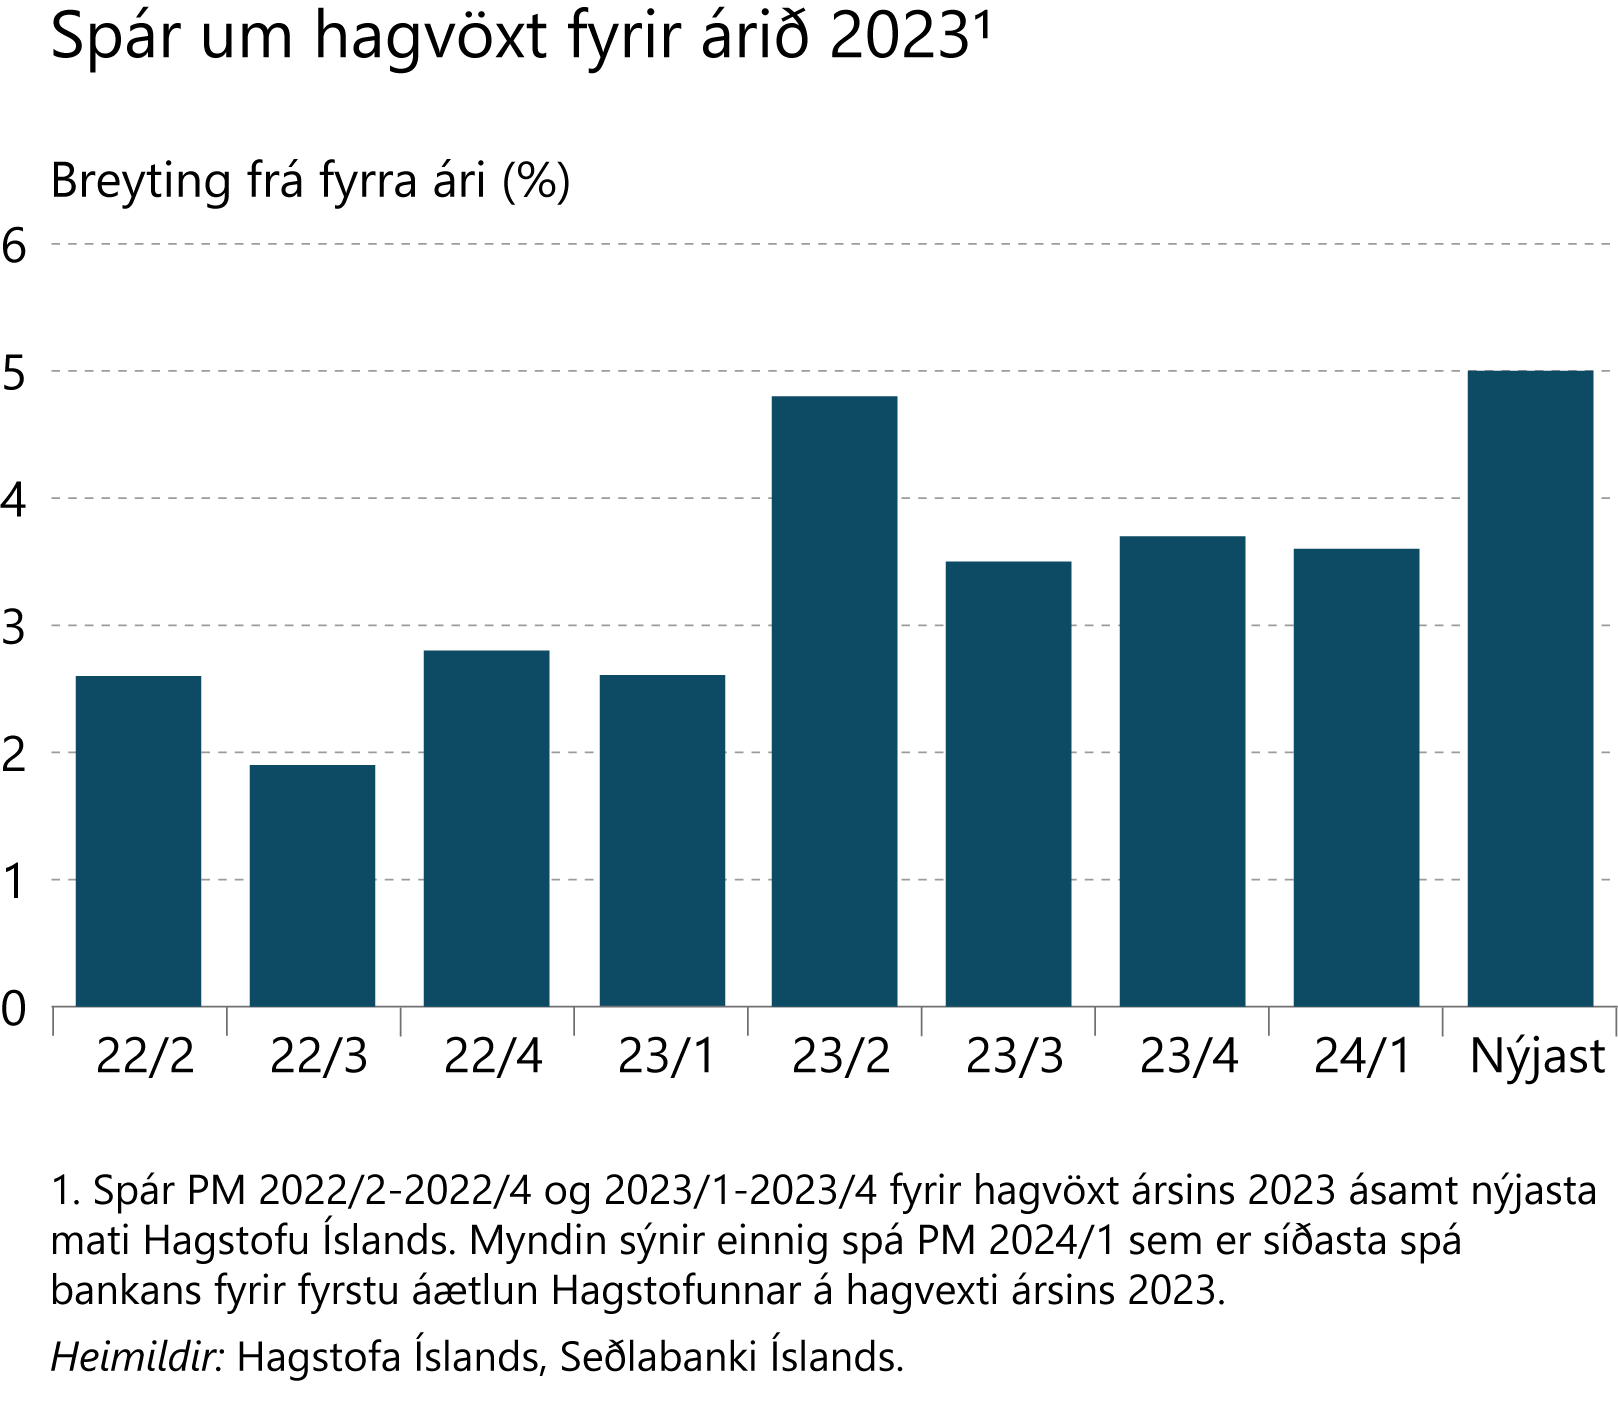 Spár um hagvöxt fyrir árið 2023¹
Breyting frá fyrra ári (%)
6
5
4
3
2
1
0
22/2 22/3 22/4 23/1 23/2 23/3 23/4 24/1 Nýjast
1. Spár PM 2022/2-2022/4 og 2023/1-2023/4 fyrir hagvöxt ársins 2023 ásamt nýjasta
mati Hagstofu Íslands. Myndin sýnir einnig spá PM 2024/1 sem er síðasta spá
bankans fyrir fyrstu áætlun Hagstofunnar á hagvexti ársins 2023.
Heimildir: Hagstofa Íslands, Seðlabanki Íslands.